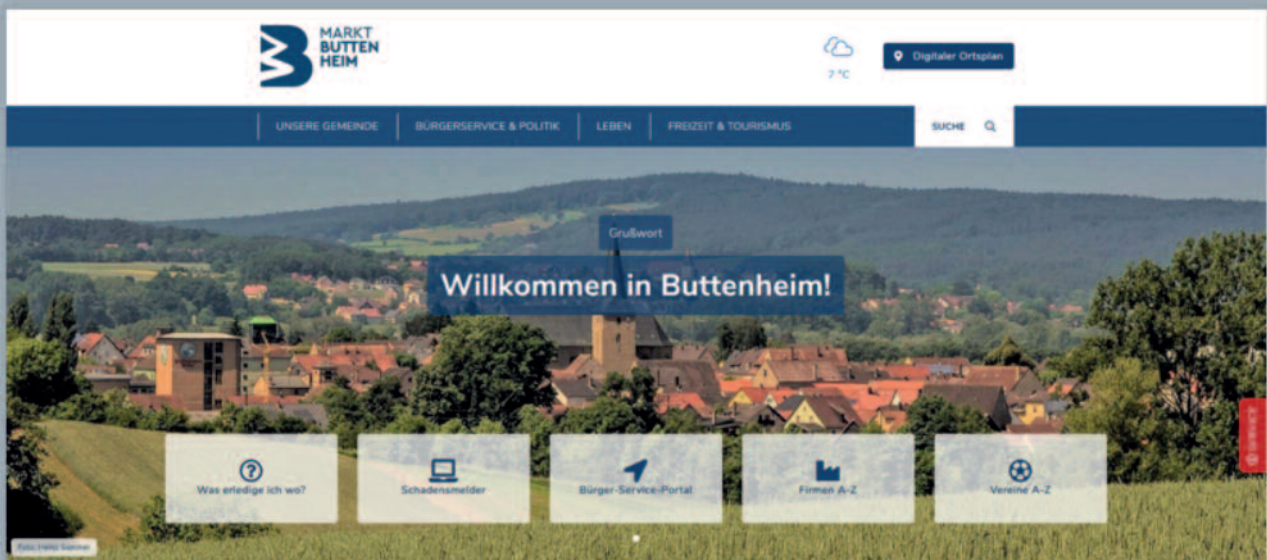 MARKT
BUTTEN
HEIM
7 °C
Digitaler Ortsplan
UNSERE GEMEINDE
BÜRGERSERVICE & POLITIK
LEBEN
FREIZEIT & TOURISMUS
SUCHE
Grußwort
Willkommen in Buttenheim!
SERVICE
Was erledige ich wo?
Schadensmelder
Bürger-Service-Portal
Firmen A-Z
Vereine A-Z